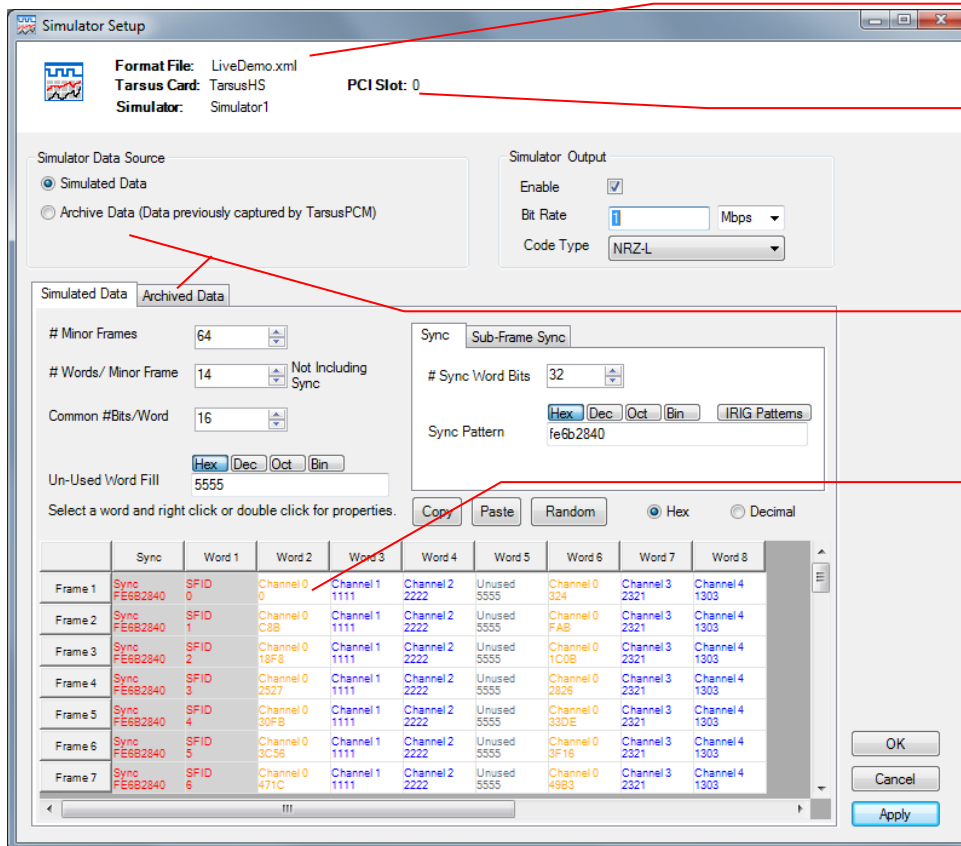 Simulator Setup
Format File: LiveDemo.xml
Tarsus Card: TarsusHS PCI Slot: 0
Simulator: Simulator1
Simulator Data Source
Simulated Data
Archive Data (Data previously captured by TarsusPCM)
Simulator Output
Enable
Bit Rate 1 Mbps
Code Type NRZ-L
Simulated Data Archived Data
# Minor Frames 64
# Words/ Minor Frame 14 Not Including Sync
Common #Bits/Word 16
Hex Dec Oct Bin
Un-Used Word Fill 5555
Sync Sub-Frame Sync
# Sync Word Bits 32
Hex Dec Oct Bin IRIG Patterns
Sync Pattern fe6b2840
Select a word and right click or double click for properties. Copy Paste Random Hex Decimal
Sync Word 1 Word 2 Word 3 Word 4 Word 5 Word 6 Word 7 Word 8
Frame 1 Sync FE6B2840 SFID 0 Channel 0 0 Channel 1 1111 Channel 2 2222 Unused 5555 Channel 0 324 Channel 3 2321 Channel 4 1303
Frame 2 Sync FE6B2840 SFID 1 Channel 0 C8B Channel 1 1111 Channel 2 2222 Unused 5555 Channel 0 FAB Channel 3 2321 Channel 4 1303
Frame 3 Sync FE6B2840 SFID 2 Channel 0 18F8 Channel 1 1111 Channel 2 2222 Unused 5555 Channel 0 1C0B Channel 3 2321 Channel 4 1303
Frame 4 Sync FE6B2840 SFID 3 Channel 0 2527 Channel 1 1111 Channel 2 2222 Unused 5555 Channel 0 2826 Channel 3 2321 Channel 4 1303
Frame 5 Sync FE6B2840 SFID 4 Channel 0 30FB Channel 1 1111 Channel 2 2222 Unused 5555 Channel 0 33DE Channel 3 2321 Channel 4 1303
Frame 6 Sync FE6B2840 SFID 5 Channel 0 3C56 Channel 1 1111 Channel 2 2222 Unused 5555 Channel 0 3F16 Channel 3 2321 Channel 4 1303
Frame 7 Sync FE6B2840 SFID 6 Channel 0 471C Channel 1 1111 Channel 2 2222 Unused 5555 Channel 0 49B3 Channel 3 2321 Channel 4 1303
OK
Cancel
Apply